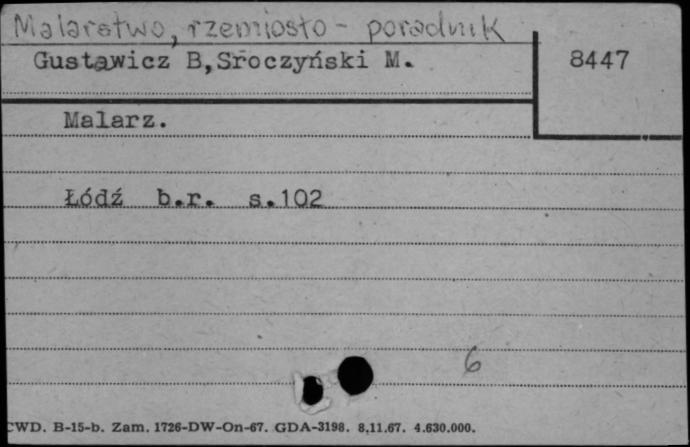 Malarstwo, rzemiosło - poradnik
Gustawicz B, Sroczyński M.
8447
Malarz.
Łódź b.r. s.102
6
CWD. B-15-b. Zam. 1726-DW-On-67. GDA-3198. 8.11.67. 4.630.000.